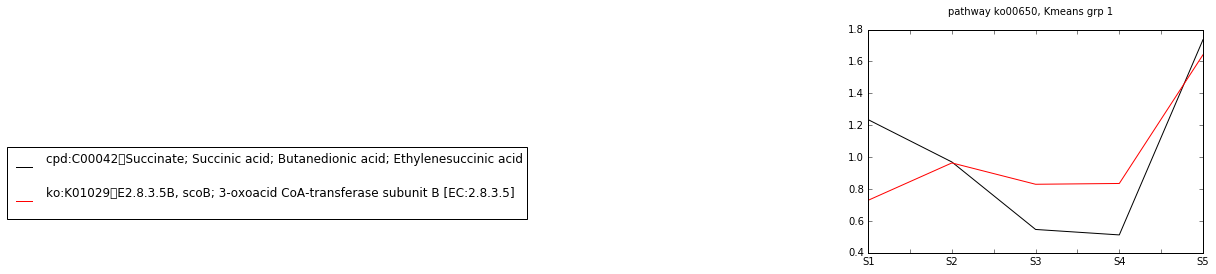 pathway ko00650, Kmeans grp 1
cpd:C00042▯Succinate; Succinic acid; Butanedionic acid; Ethylenesuccinic acid
ko:K01029▯E2.8.3.5B, scoB; 3-oxoacid CoA-transferase subunit B [EC:2.8.3.5]
1.8
1.6
1.4
1.2
1.0
0.8
0.6
0.4
S1 S2 S3 S4 S5